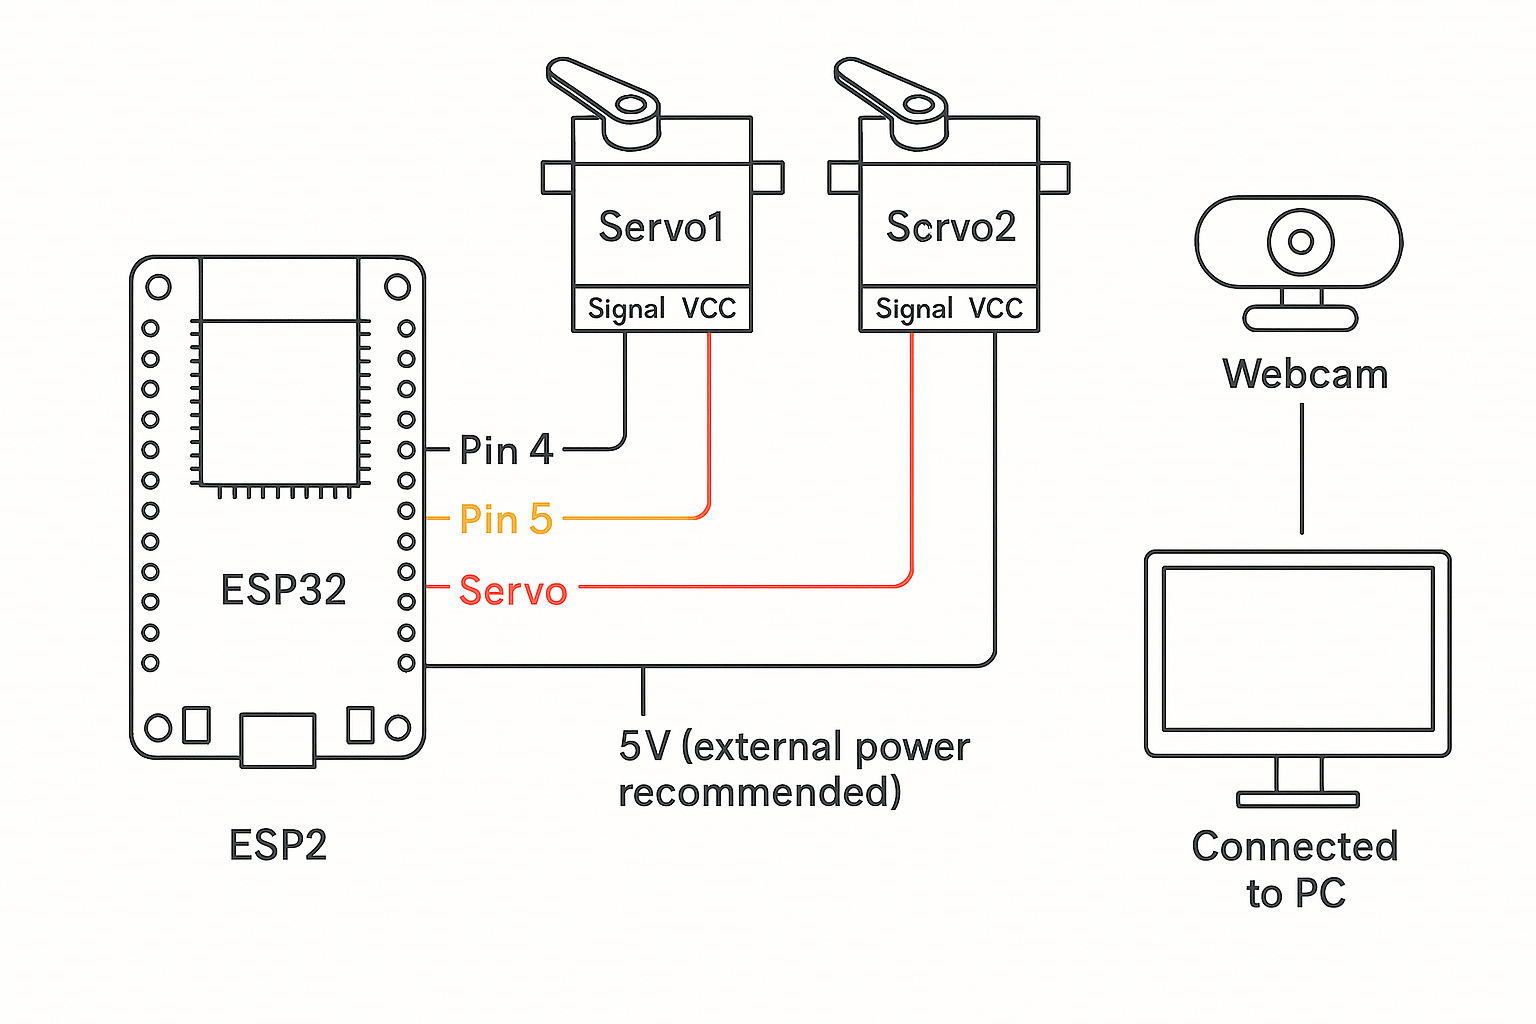 Servo1
Scrvo2
Signal VCC
Signal VCC
Webcam
Pin 4
Pin 5
ESP32
Servo
5V (external power
recommended)
ESP2
Connected
to PC